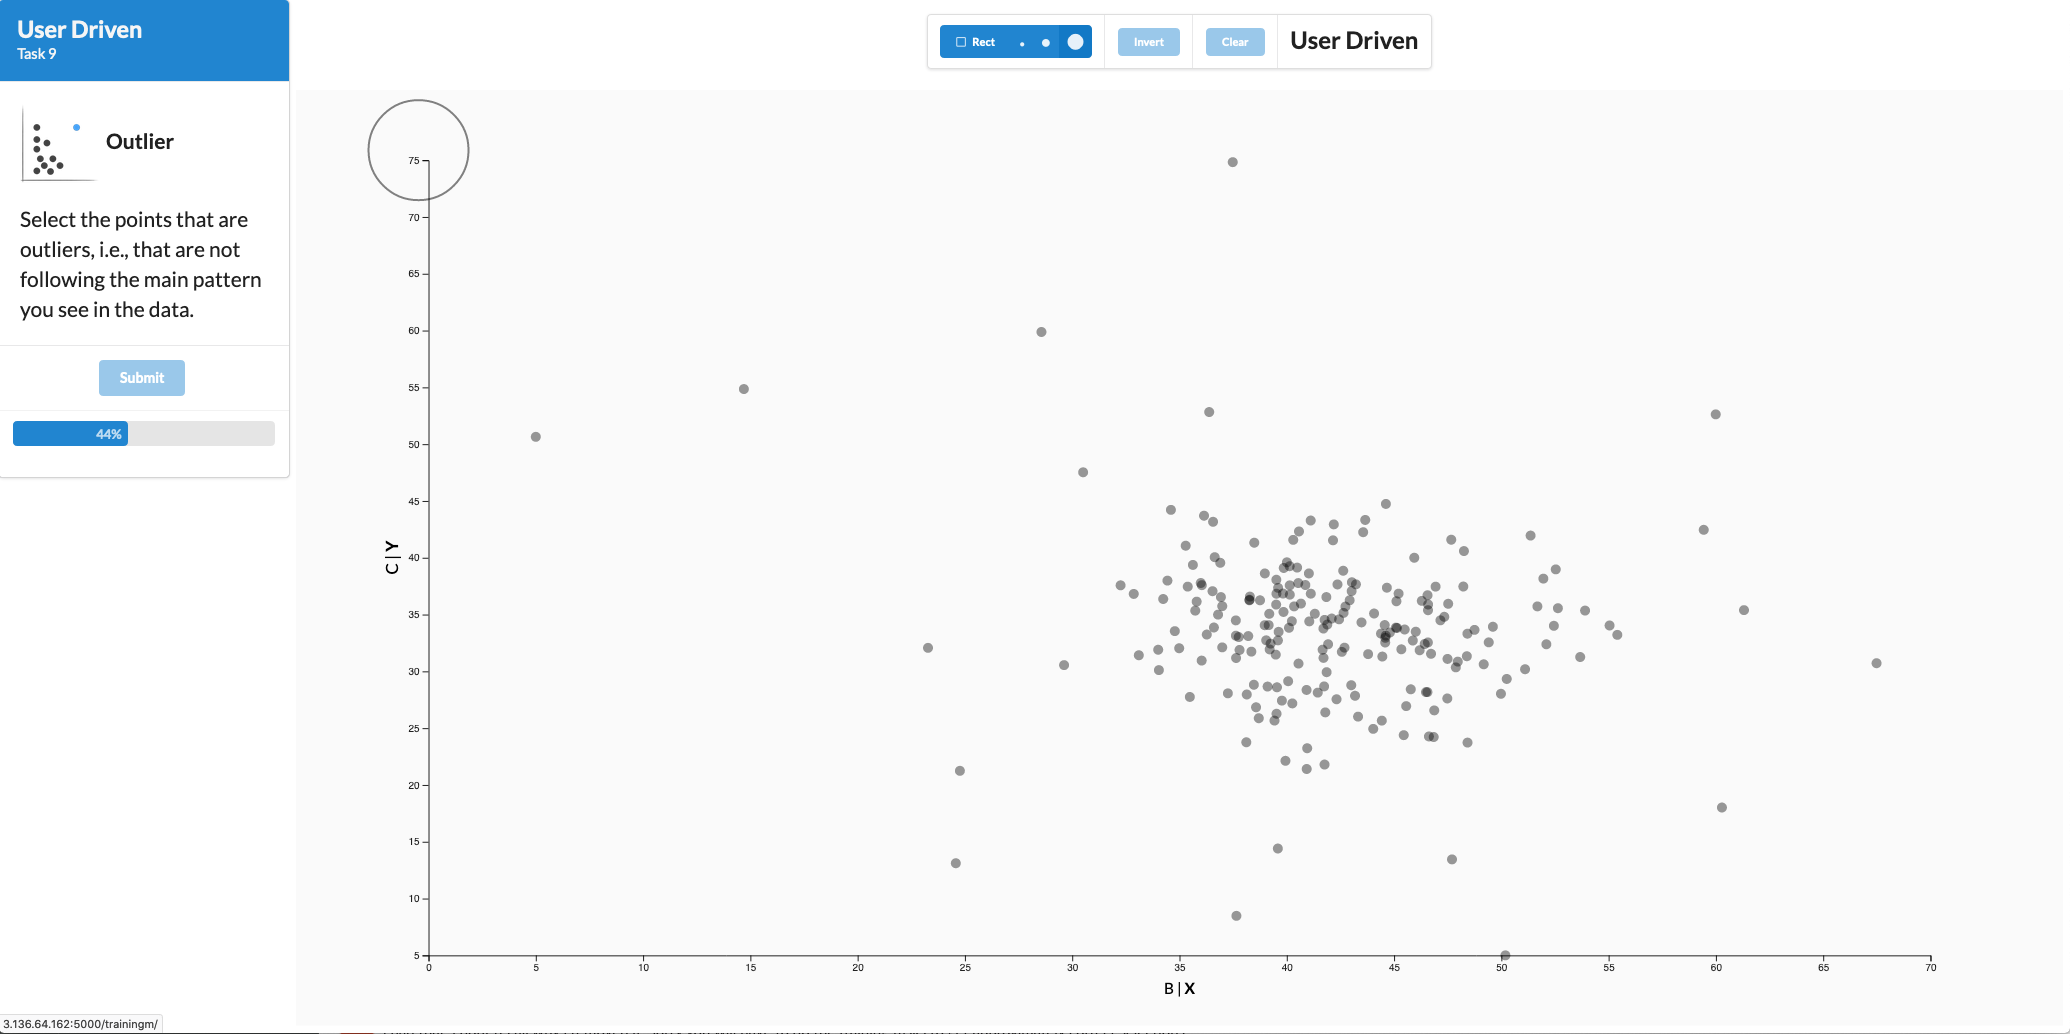 User Driven
Task 9
Outlier
Select the points that are
outliers, i.e., that are not
following the main pattern
you see in the data.
Submit
44%
Rect
Invert
Clear
User Driven
75
70
65
60
55
50
45
40
35
30
25
20
15
10
5
C|Y
0 5 10 15 20 25 30 35 40 45 50 55 60 65 70
B|X
3.136.64.162:5000/trainingm/